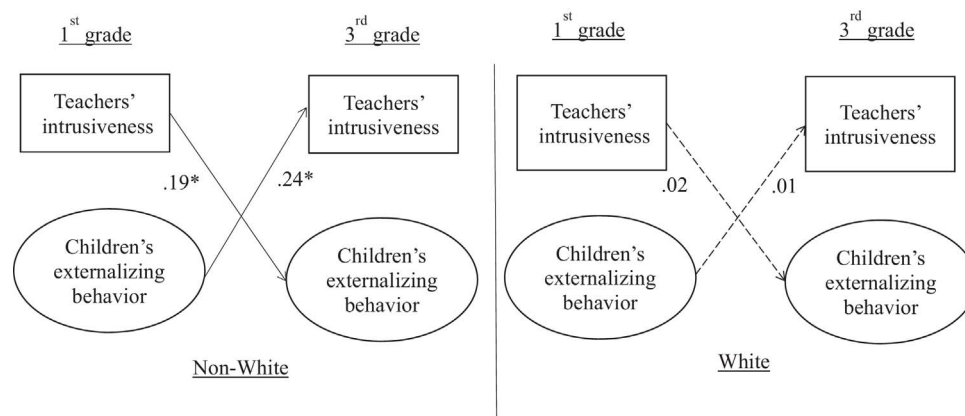 1st grade
3rd grade
Teachers’
intrusiveness
Teachers’
intrusiveness
.19*
.24*
Children’s
externalizing
behavior
Children’s
externalizing
behavior
Non-White
1st grade
3rd grade
Teachers’
intrusiveness
Teachers’
intrusiveness
.02
.01
Children’s
externalizing
behavior
Children’s
externalizing
behavior
White